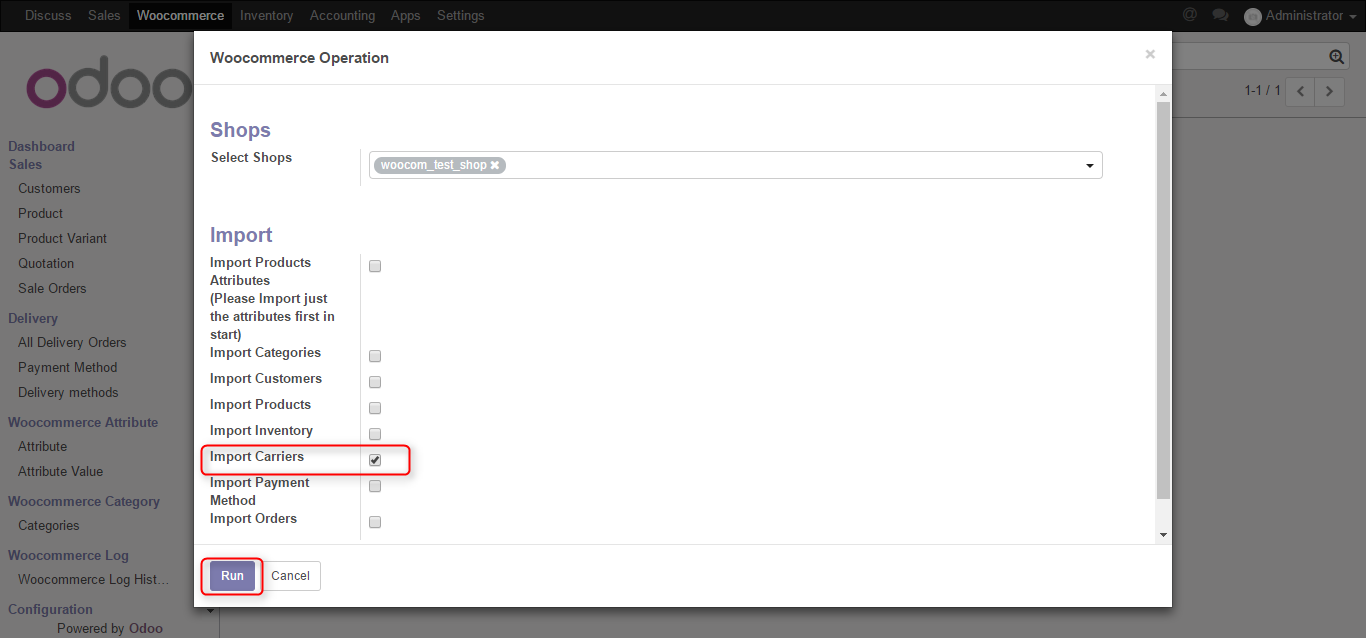 Discuss Sales Woocommerce Inventory Accounting Apps Settings @ Administrator
Woocommerce Operation ×
odoo
1-1 / 1
Shops
Select Shops woocom_test_shop ✖
Dashboard
Sales
Customers
Product
Product Variant
Quotation
Sale Orders
Delivery
All Delivery Orders
Payment Method
Delivery methods
Woocommerce Attribute
Attribute
Attribute Value
Woocommerce Category
Categories
Woocommerce Log
Woocommerce Log Hist...
Configuration
Powered by Odoo
Import
Import Products
Attributes
(Please Import just
the attributes first in
start)
Import Categories
Import Customers
Import Products
Import Inventory
Import Carriers
Import Payment
Method
Import Orders
Run Cancel